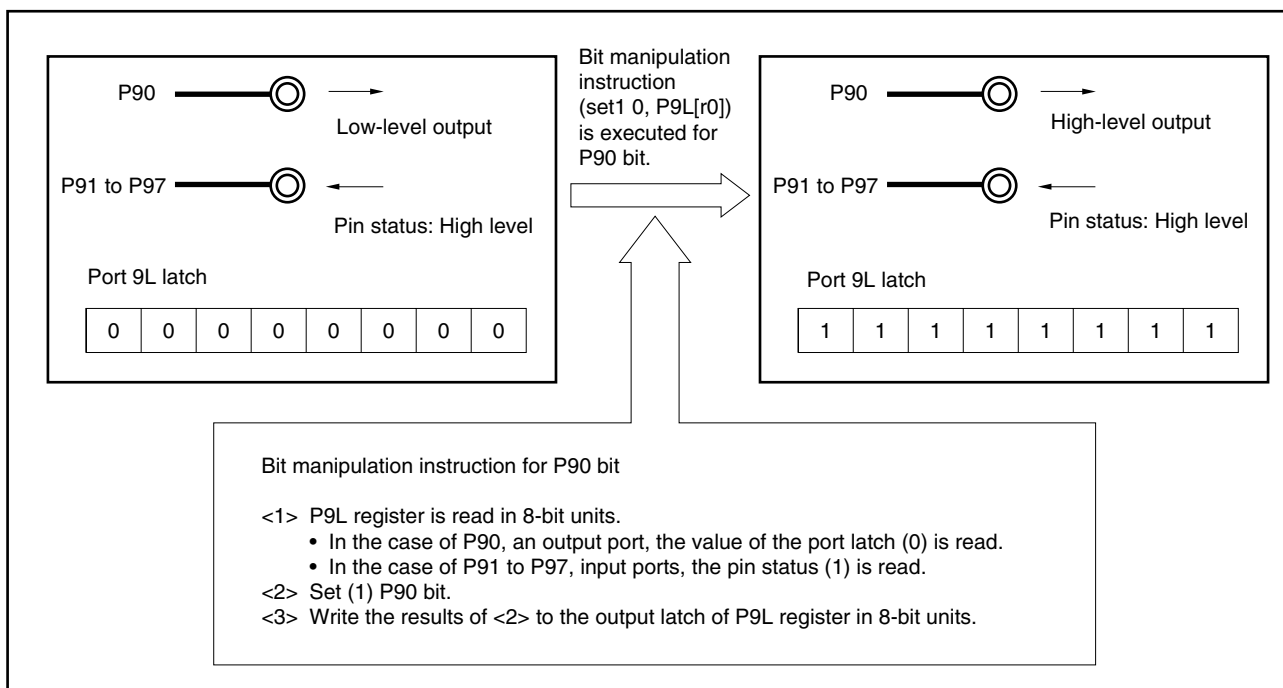 P90
Low-level output
P91 to P97
Pin status: High level
Port 9L latch
0 0 0 0 0 0 0 0
Bit manipulation
instruction
(set1 0, P9L[r0])
is executed for
P90 bit.
P90
High-level output
P91 to P97
Pin status: High level
Port 9L latch
1 1 1 1 1 1 1 1
Bit manipulation instruction for P90 bit
<1> P9L register is read in 8-bit units.
• In the case of P90, an output port, the value of the port latch (0) is read.
• In the case of P91 to P97, input ports, the pin status (1) is read.
<2> Set (1) P90 bit.
<3> Write the results of <2> to the output latch of P9L register in 8-bit units.